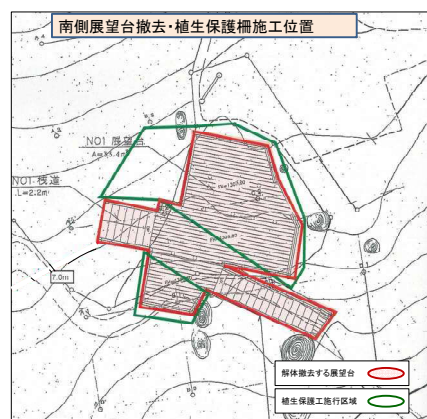 南側展望台撤去・植生保護柵施工位置
NO1 展望台
NO1 桟道
L=2.2m
7.0m
解体撤去する展望台
植生保護工施行区域